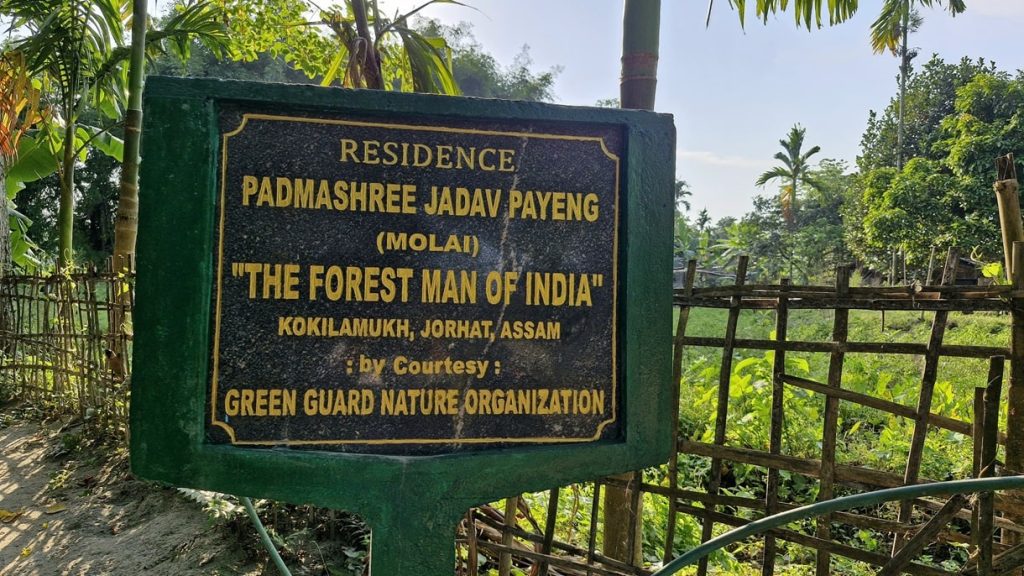 RESIDENCE
PADMASHREE JADAV PAYENG
(MOLAI)
"THE FOREST MAN OF INDIA"
KOKILAMUKH, JORHAT, ASSAM
: by Courtesy :
GREEN GUARD NATURE ORGANIZATION